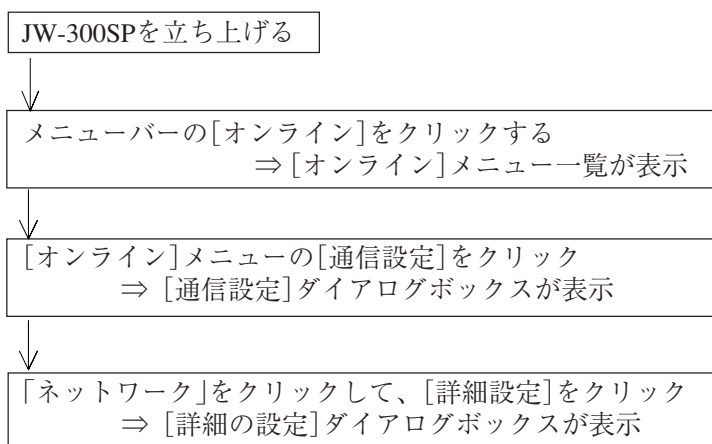 JW-300SPを立ち上げる
メニューバーの[オンライン]をクリックする
⇒[オンライン]メニュー一覧が表示
[オンライン]メニューの[通信設定]をクリック
⇒ [通信設定]ダイアログボックスが表示
「ネットワーク」をクリックして、[詳細設定]をクリック
⇒ [詳細の設定]ダイアログボックスが表示